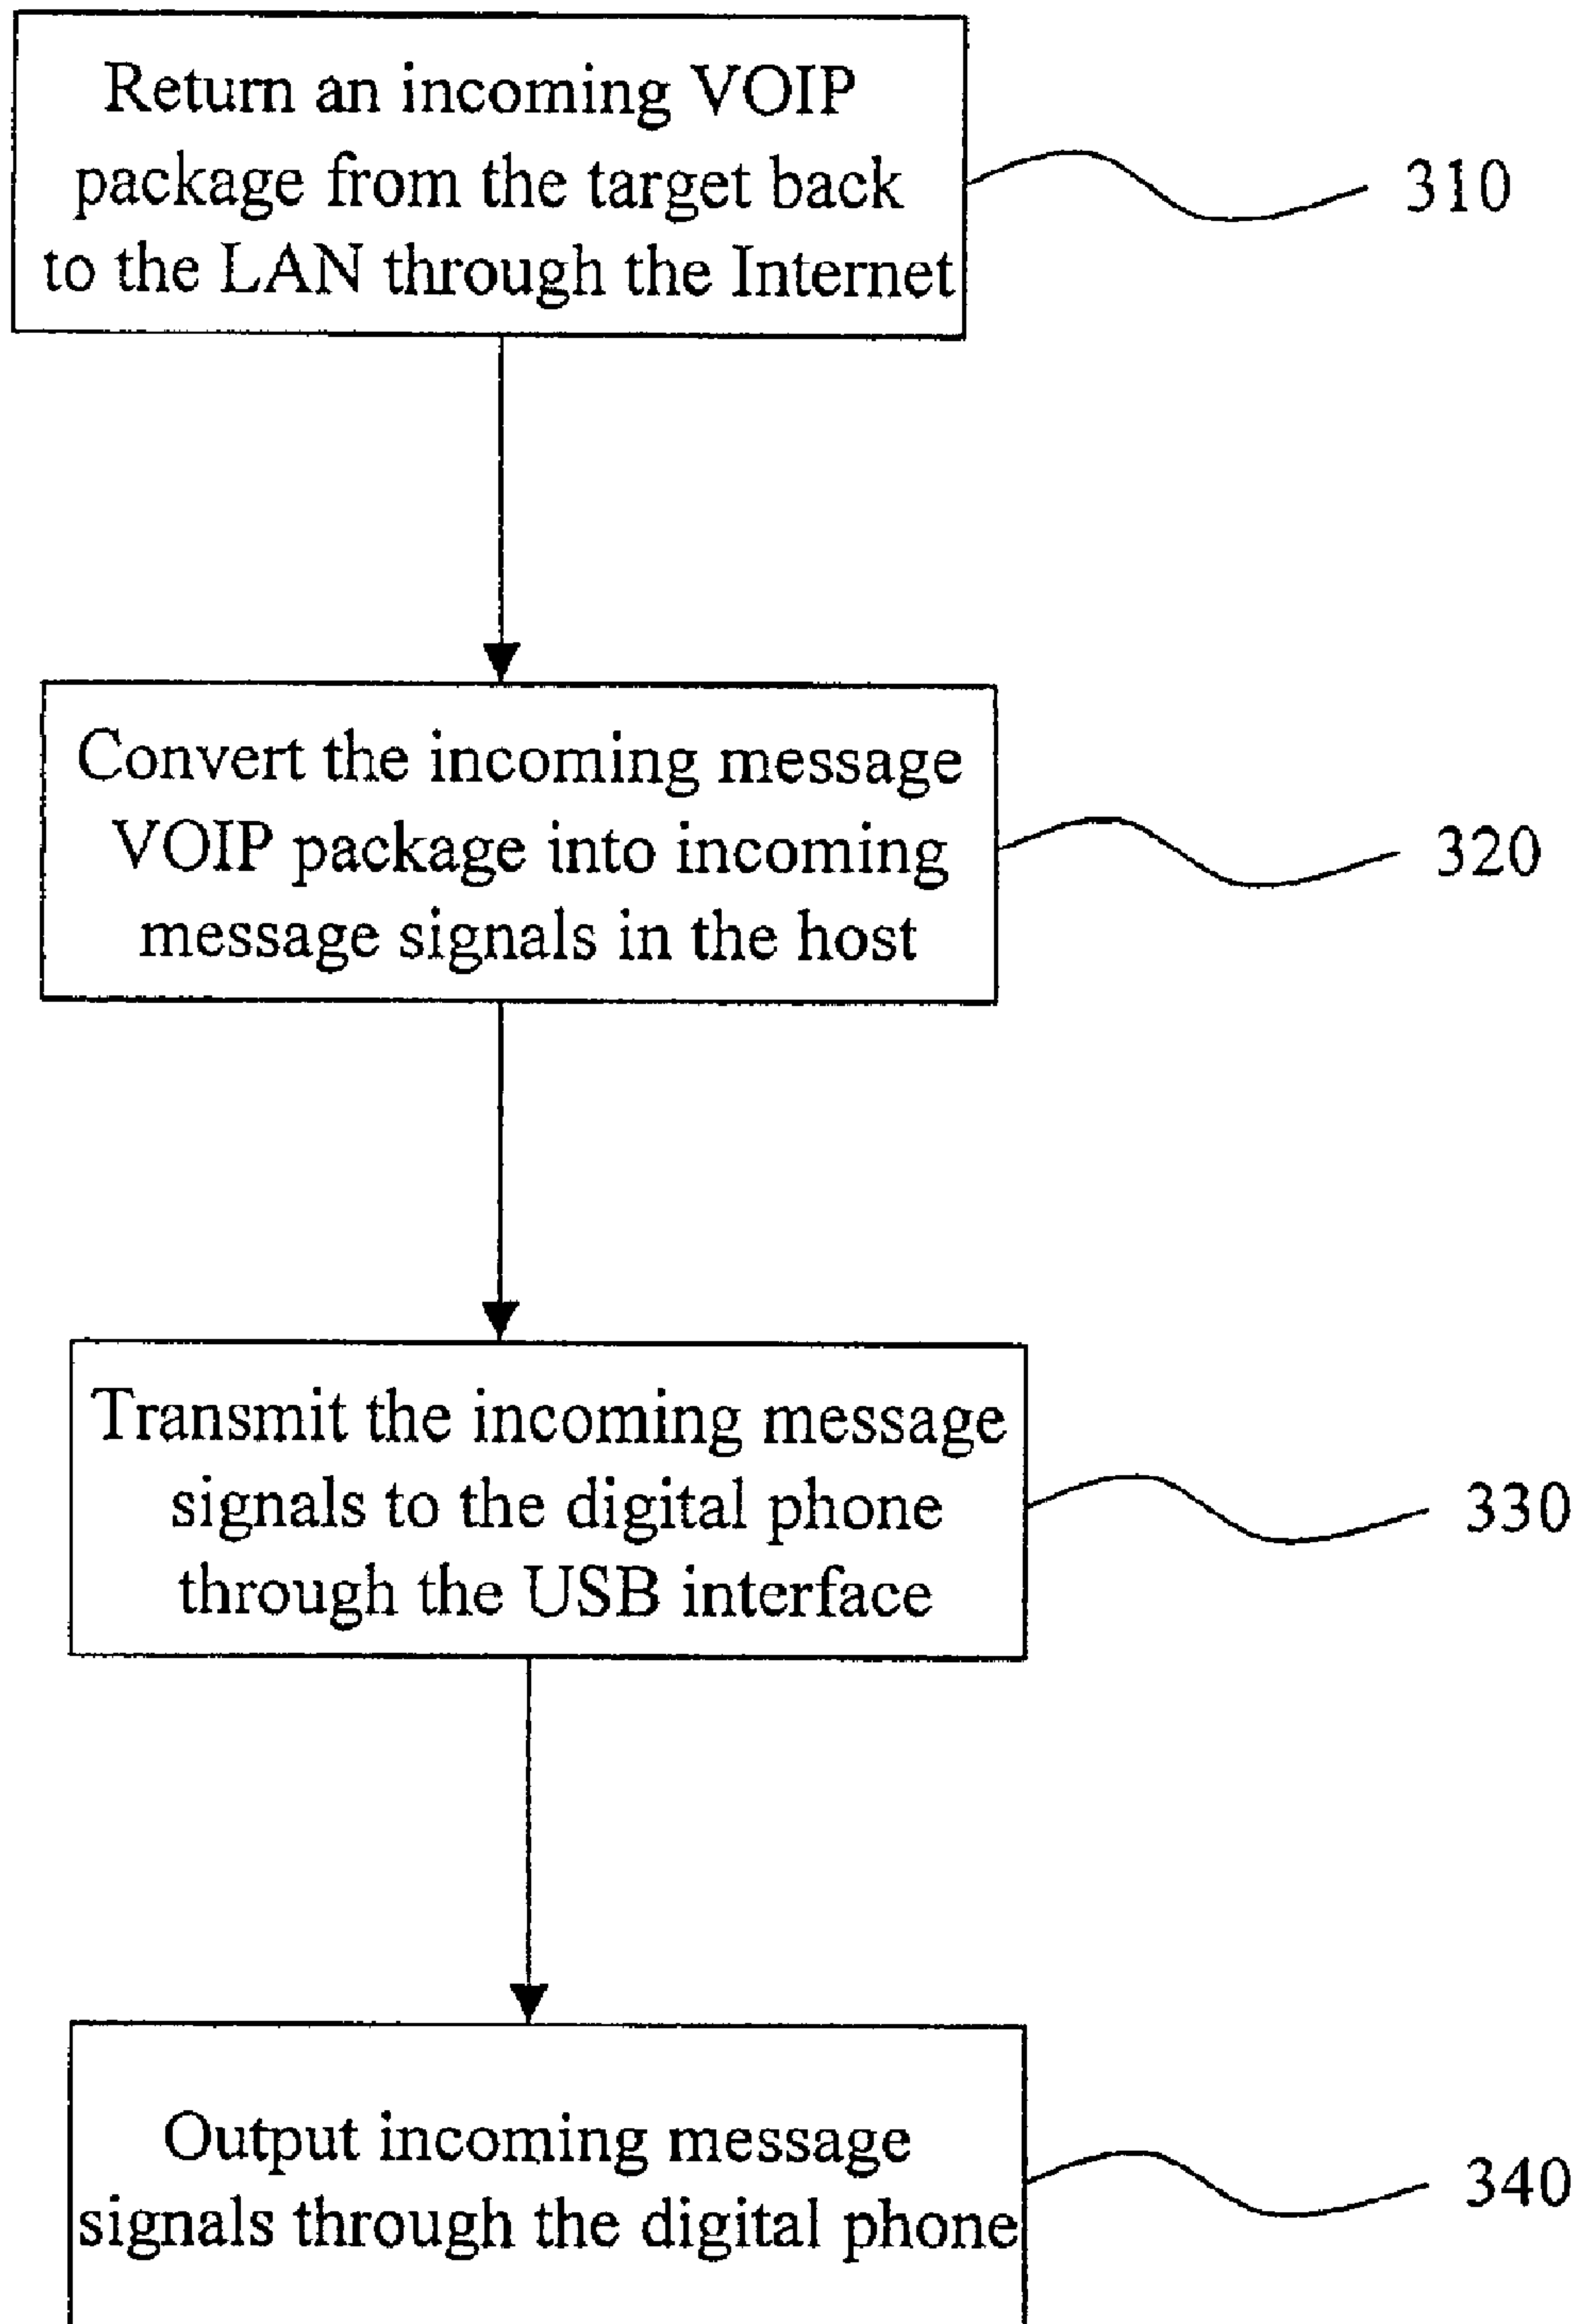 Return an incoming VOIP
package from the target back
to the LAN through the Internet
310
Convert the incoming message
VOIP package into incoming
message signals in the host
320
Transmit the incoming message
signals to the digital phone
through the USB interface
330
Output incoming message
signals through the digital phone
340